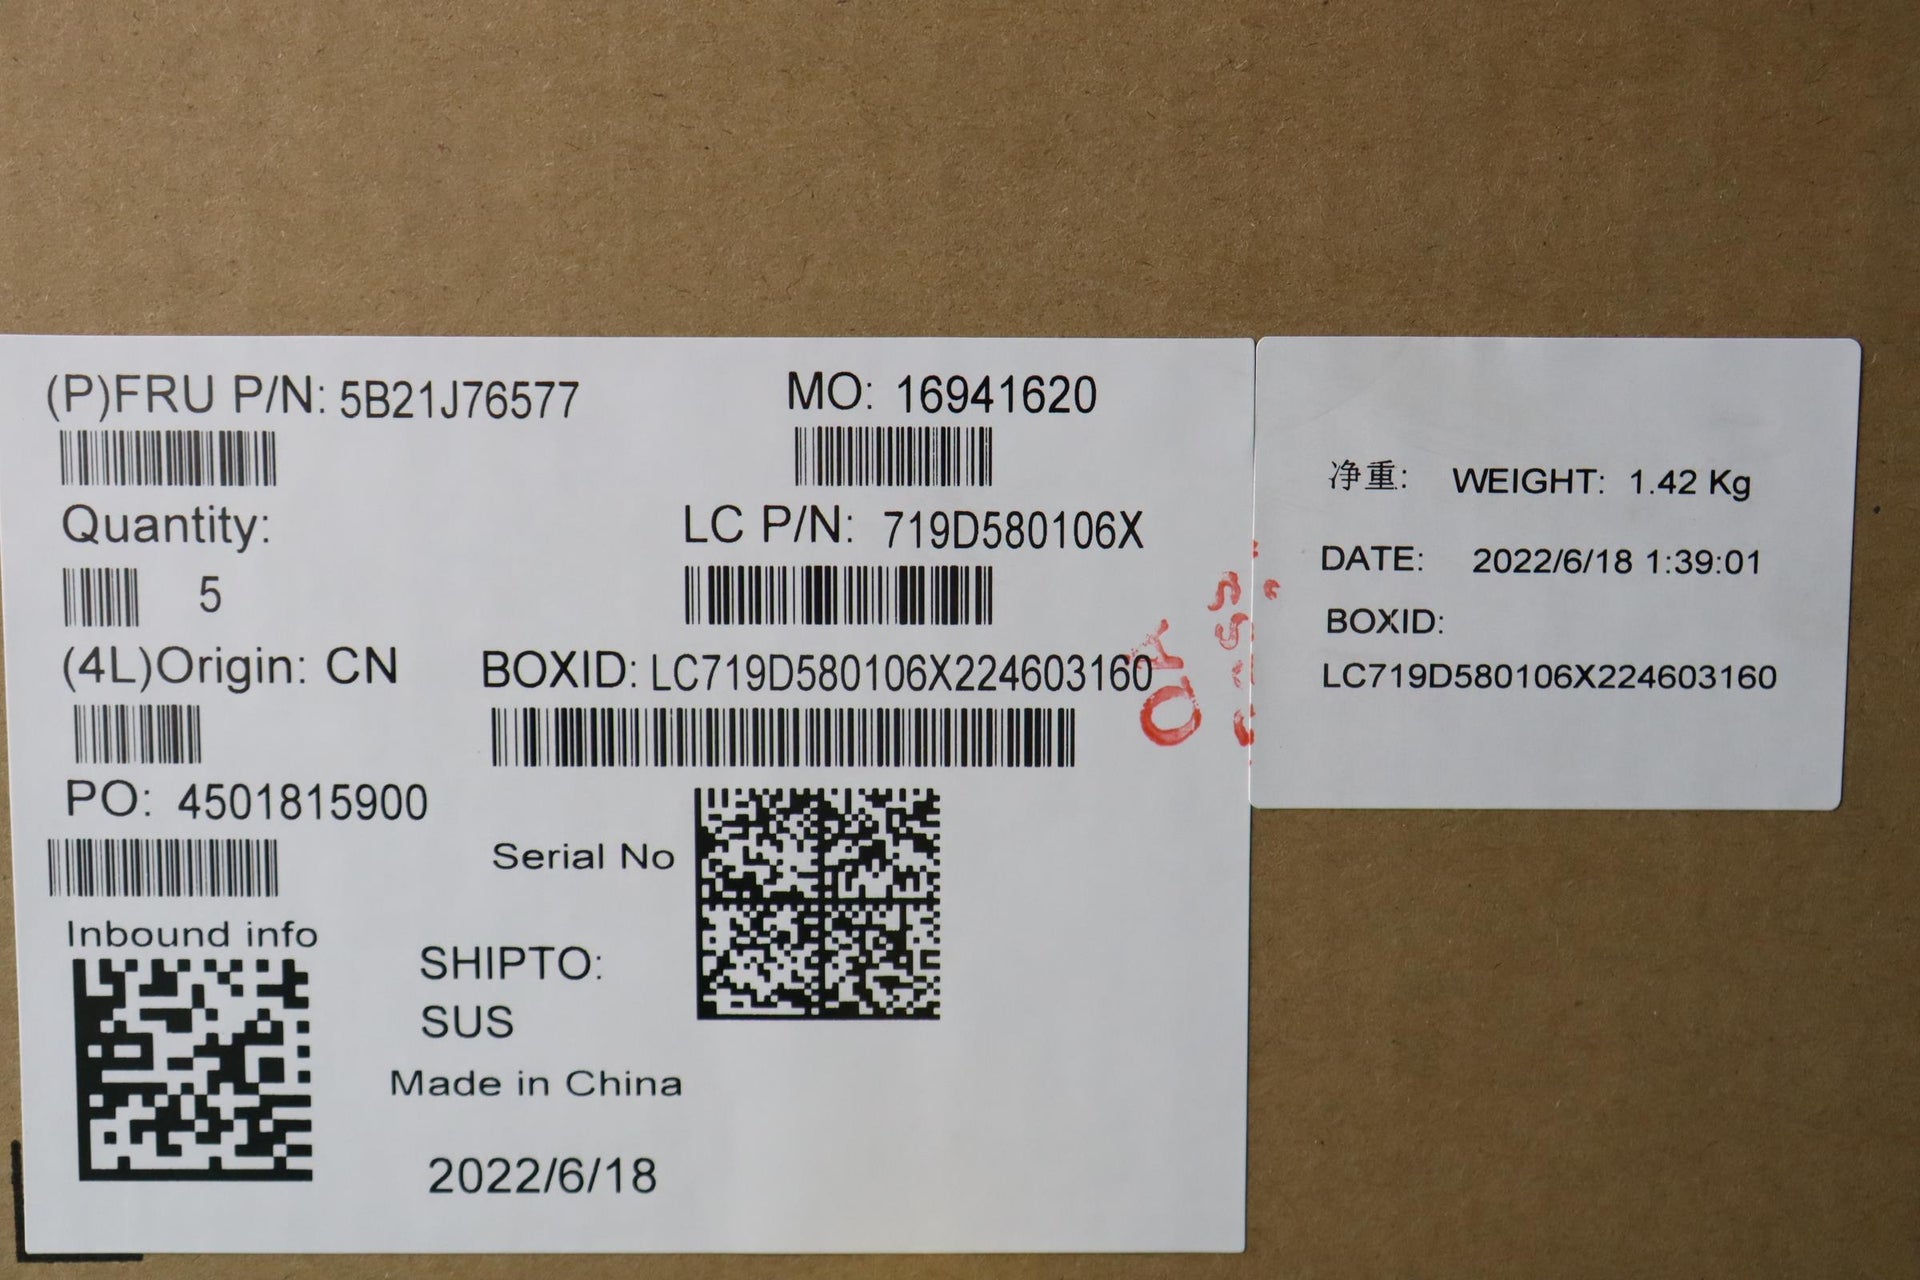 (P)FRU P/N: 5B21J76577
MO: 16941620
Quantity:
5
LC P/N: 719D580106X
(4L)Origin: CN
BOXID: LC719D580106X224603160
PO: 4501815900
Serial No
Inbound info
SHIPTO:
SUS
Made in China
2022/6/18
OK
净重: WEIGHT: 1.42 Kg
DATE: 2022/6/18 1:39:01
BOXID:
LC719D580106X224603160